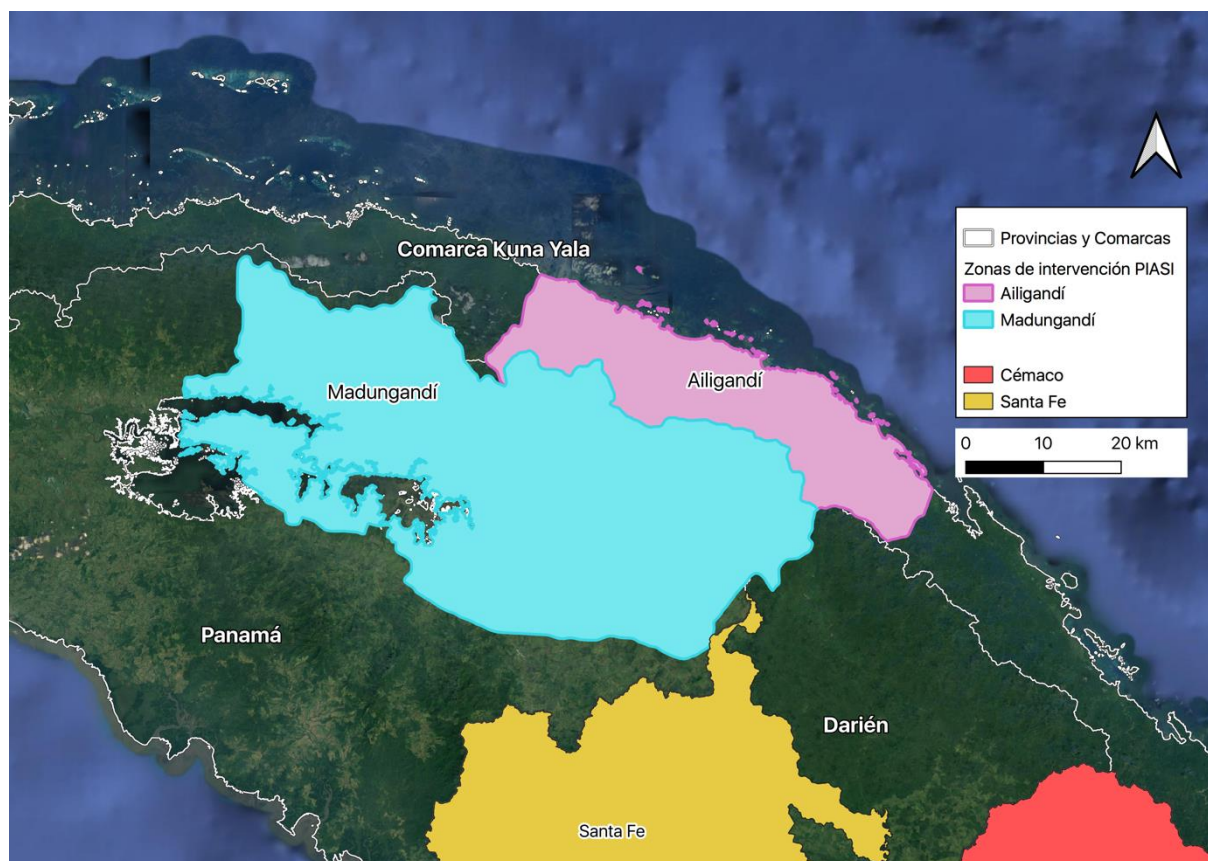 Comarca Kuna Yala
Madungandí
Ailigandí
Panamá
Darién
Santa Fe
Provincias y Comarcas
Zonas de intervención PIASI
Ailigandí
Madungandí
Cémaco
Santa Fe
0 10 20 km